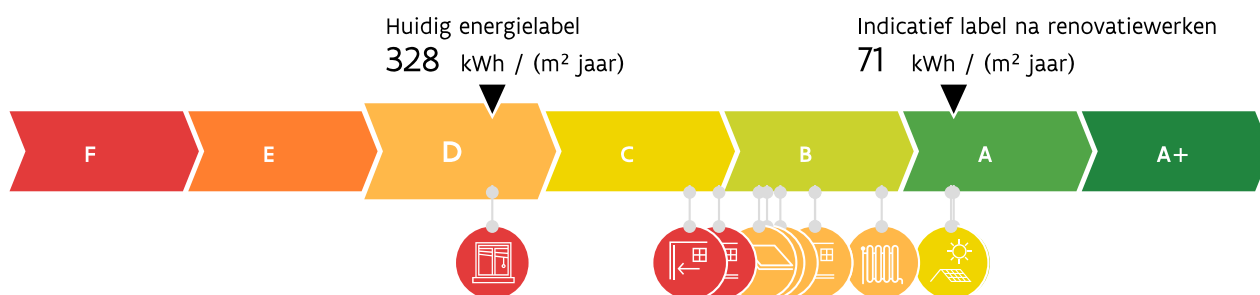 Huidig energielabel
328 kWh / (m² jaar)
Indicatief label na renovatiewerken
71 kWh / (m² jaar)
F E D C B A A+